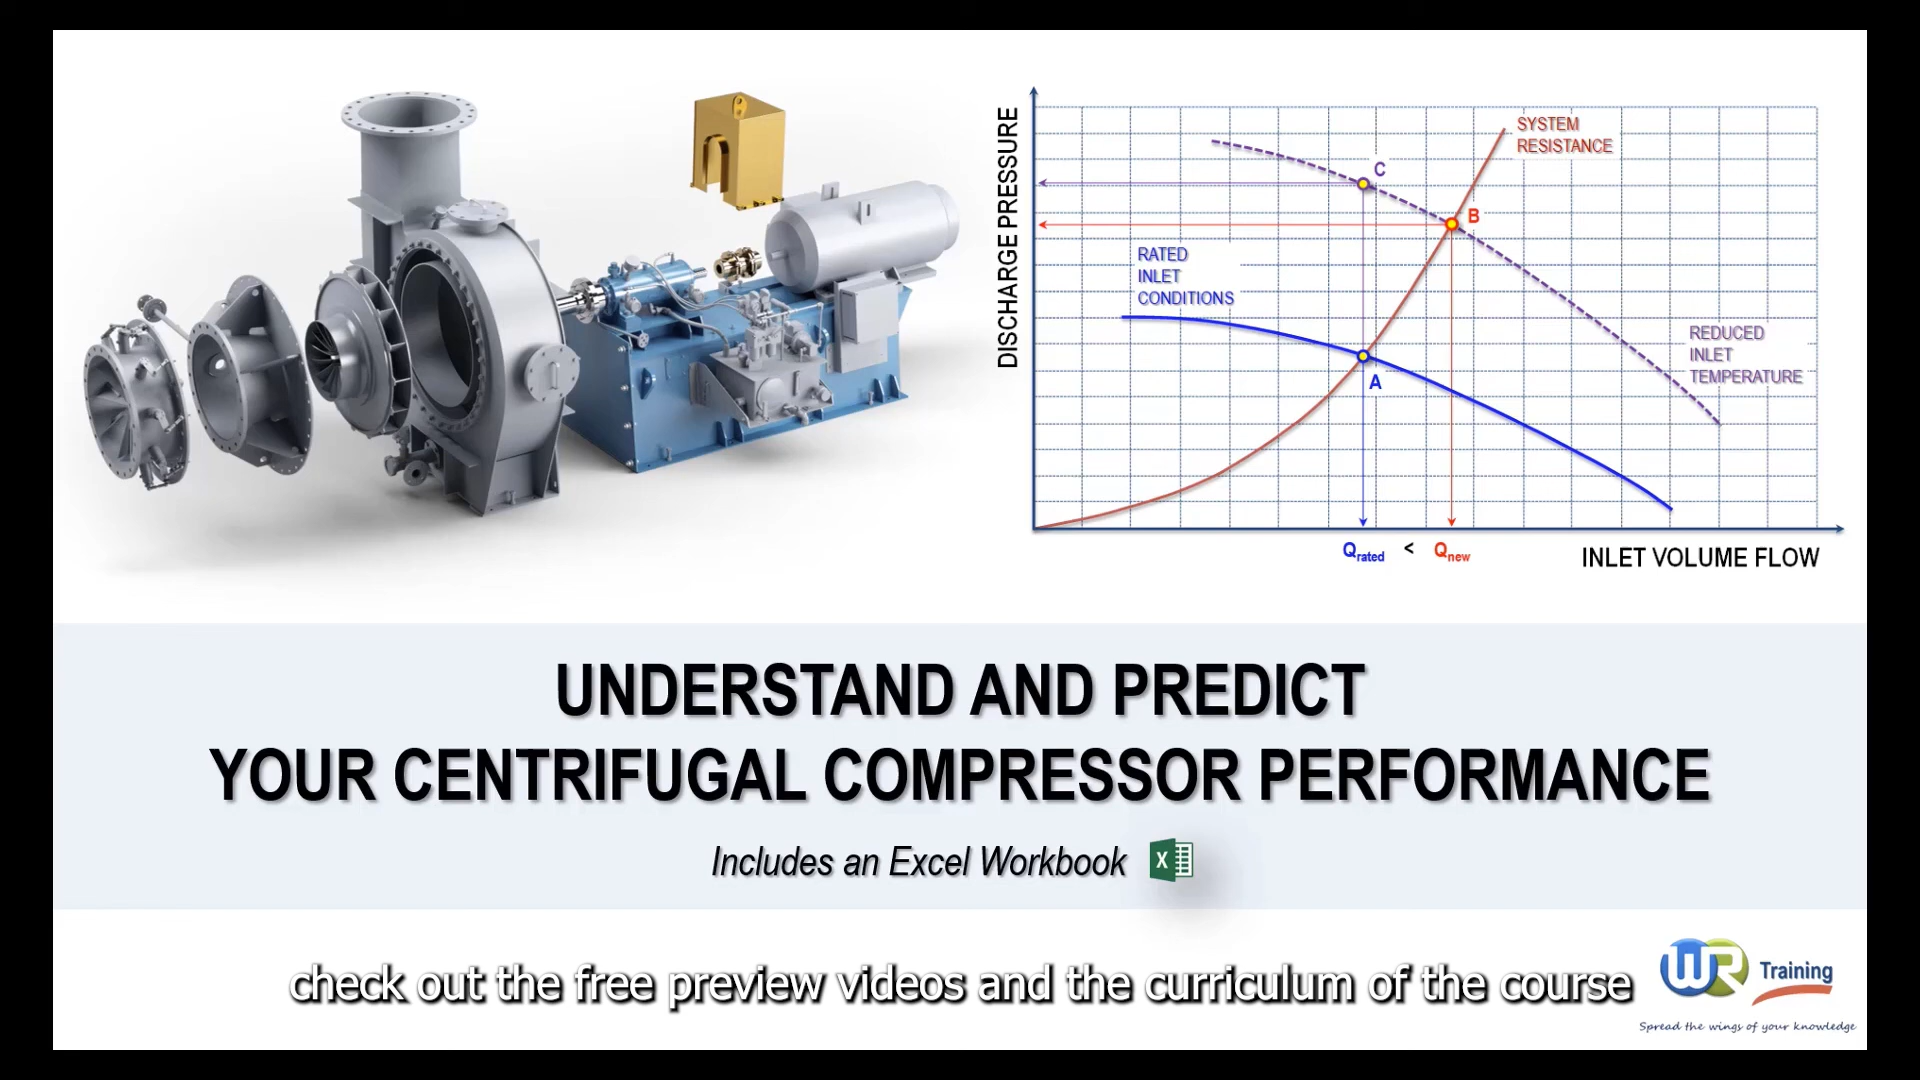 DISCHARGE PRESSURE
SYSTEM
RESISTANCE
C
B
RATED
INLET
CONDITIONS
REDUCED
INLET
TEMPERATURE
A
Qrated < Qnew
INLET VOLUME FLOW
UNDERSTAND AND PREDICT
YOUR CENTRIFUGAL COMPRESSOR PERFORMANCE
Includes an Excel Workbook
X
check out the free preview videos and the curriculum of the course
WR Training
Spread the wings of your knowledge